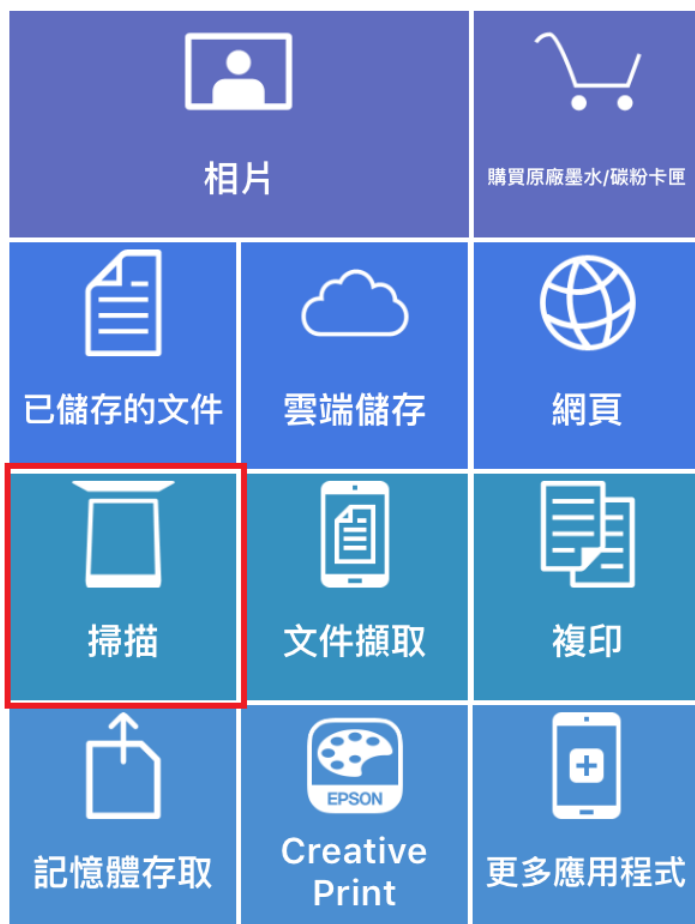 相片
購買原廠墨水/碳粉卡匣
已儲存的文件
雲端儲存
網頁
掃描
文件擷取
複印
記憶體存取
EPSON
Creative
Print
更多應用程式